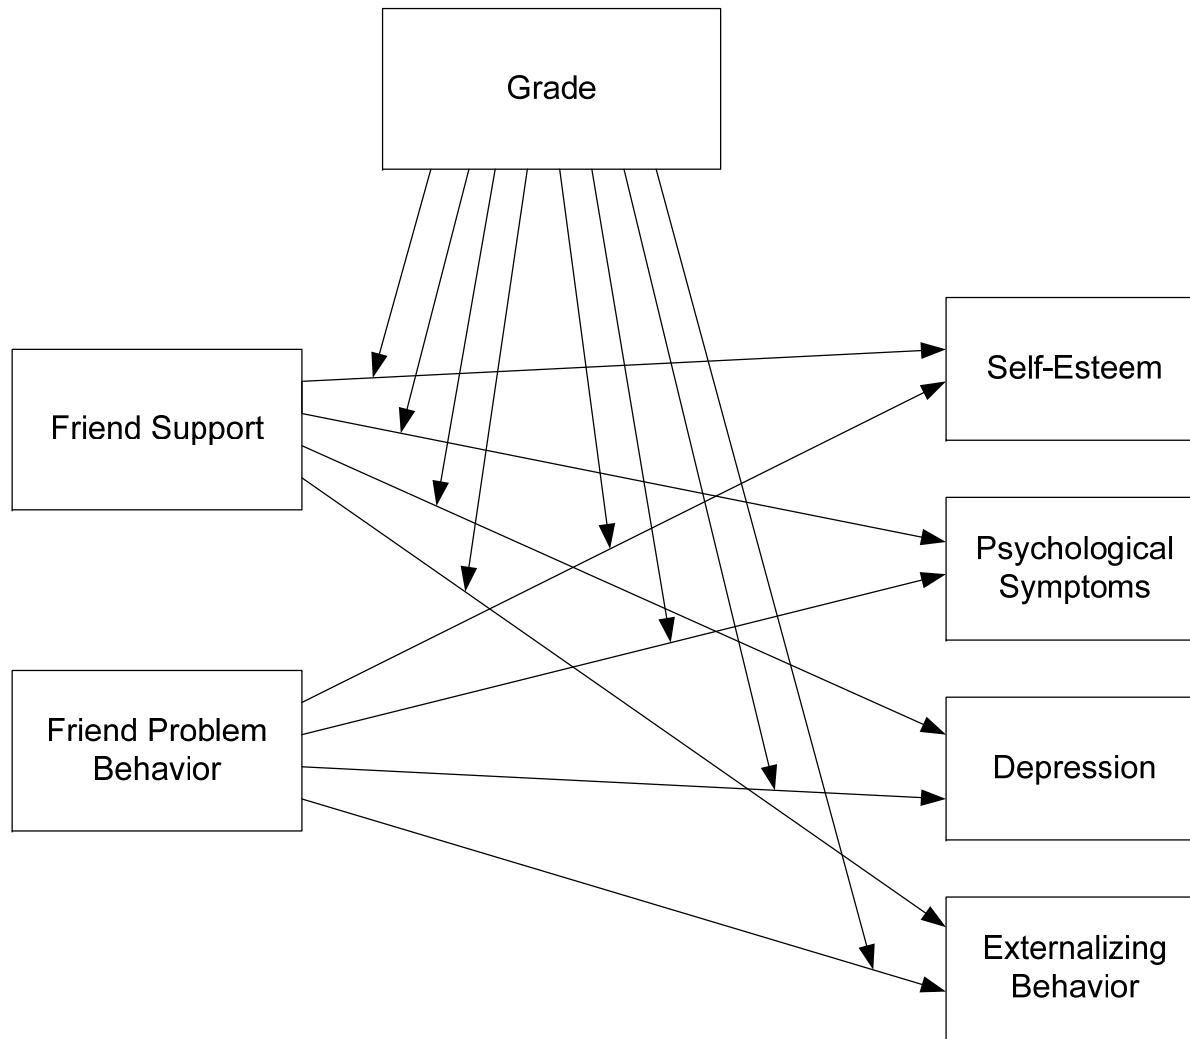 Grade
Friend Support
Self-Esteem
Psychological
Symptoms
Friend Problem
Behavior
Depression
Externalizing
Behavior